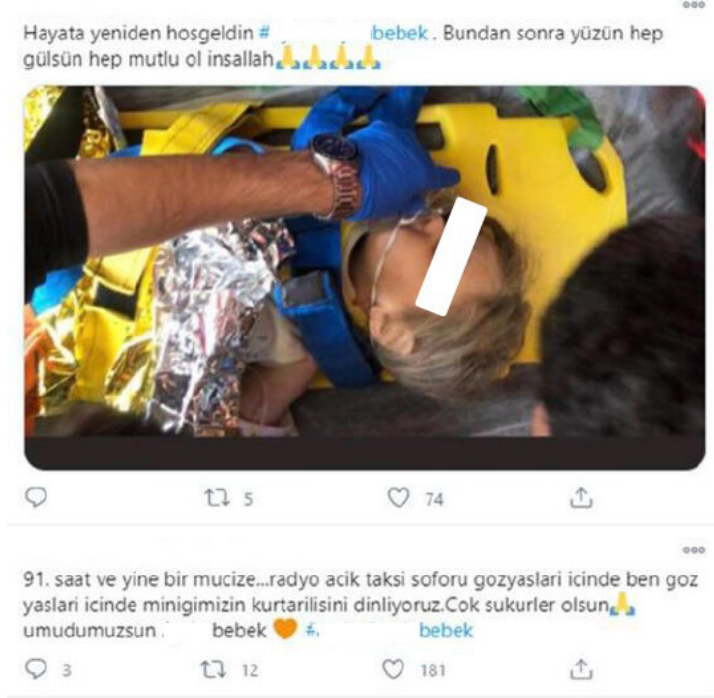 Hayata yeniden hosgeldin # bebek . Bundan sonra yüzün hep
gülsün hep mutlu ol insallah🙏🙏🙏🙏
5 74
91. saat ve yine bir mucize...radyo acik taksi soforu gozyaslari icinde ben goz
yaslari icinde minigimizin kurtarilisini dinliyoruz.Cok sukurler olsun🙏
umudumuzsun bebek 🧡 #. bebek
3 12 181